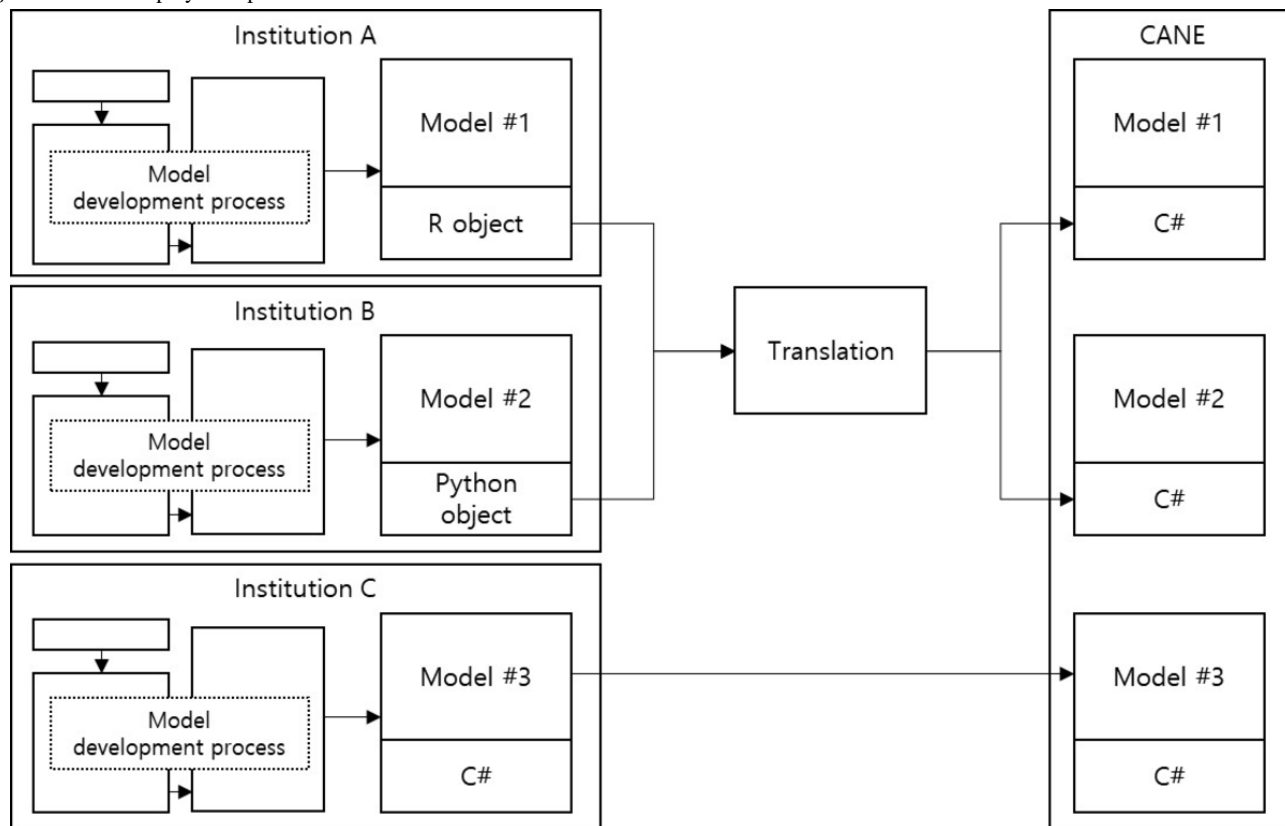 Institution A
Model
development process
Model #1
R object
Institution B
Model
development process
Model #2
Python
object
Institution C
Model
development process
Model #3
C#
Translation
CANE
Model #1
C#
Model #2
C#
Model #3
C#